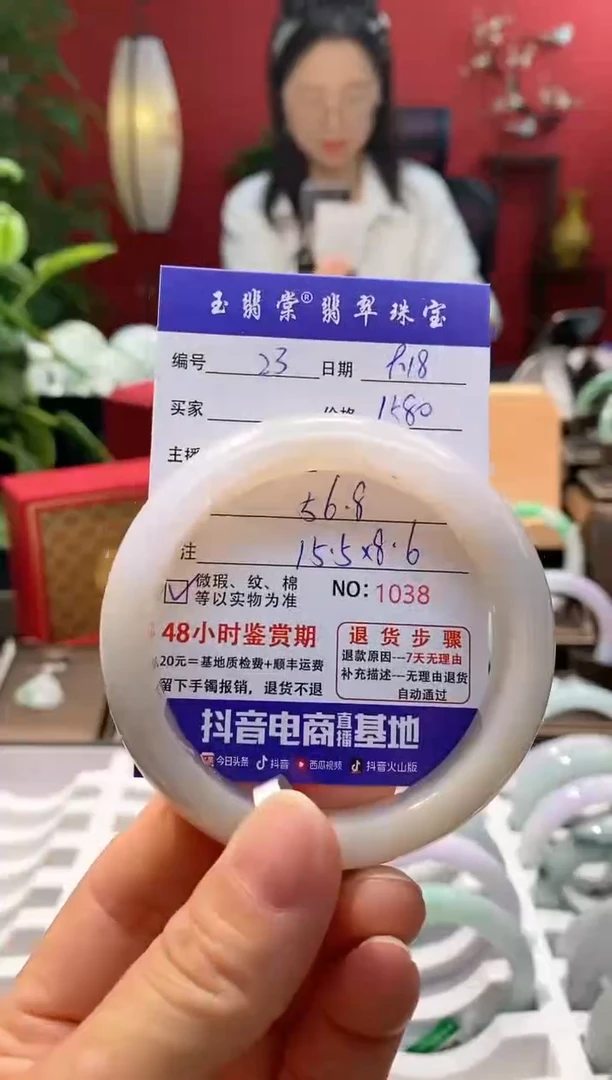 玉翡棠®翡翠珠宝
编号 23 日期 8.18
买家 价格 1580
主播
56.8
注 15.5×8.6
微瑕、纹、棉
等以实物为准
NO: 1038
48小时鉴赏期
20元=基地质检费+顺丰运费
留下手镯报销，退货不退
退货步骤
退款原因---7天无理由
补充描述---无理由退货
自动通过
抖音电商直播基地
今日头条 抖音 西瓜视频 抖音火山版